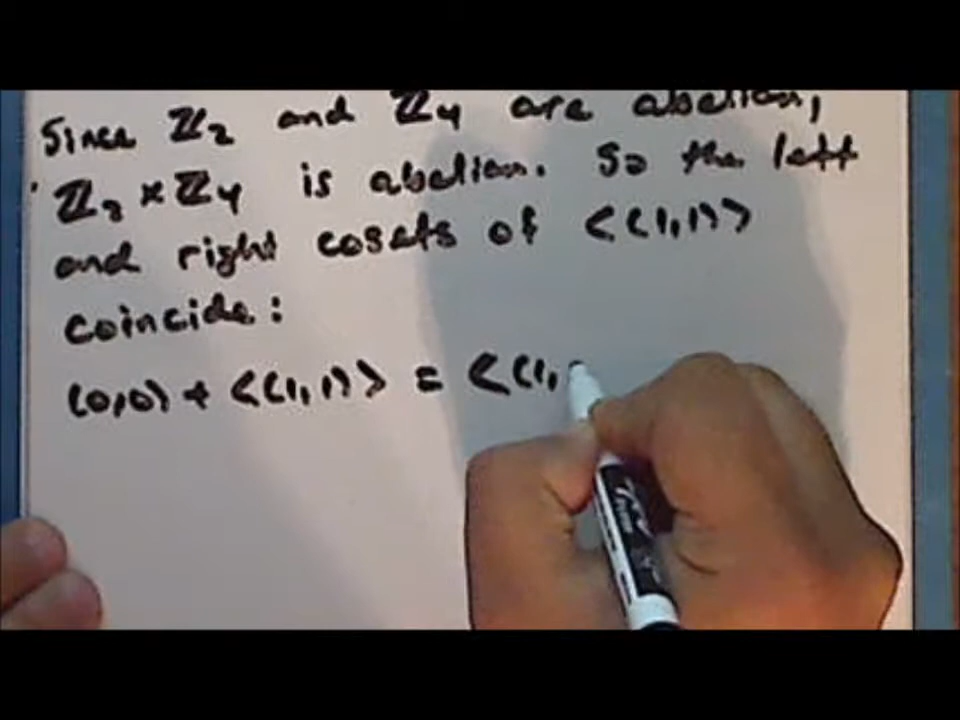 Since ℤ₂ and ℤ₄ are abelian,
ℤ₂ × ℤ₄ is abelian. So the left
and right cosets of <(1,1)>
coincide:
(0,0) + <(1,1)> = <(1,